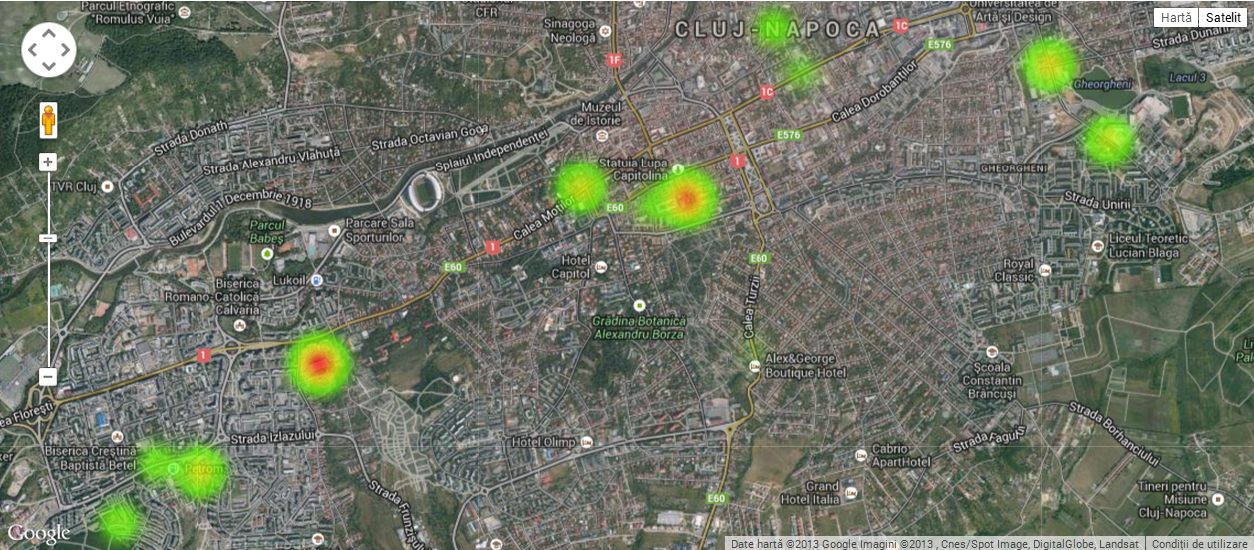 Parcul Etnografic
"Romulus Vuia"
CFR
Sinagoga
Neologă
CLUJ-NAPOCA
1C
Universitatea de
Artă și Design
Hartă
Satelit
E576
Strada Dunării
1F
Gheorgheni
Lacul 3
1C
Calea Dorobanților
Muzeul
de Istorie
Strada Donath
Strada Octavian Goga
Splaiul Independenței
E576
Strada Alexandru Vlahuță
Statuia Lupa
Capitolina
1
GHEORGHENI
TVR Cluj
Bulevardul 1 Decembrie 1918
Calea Moților
E60
Strada Unirii
Parcul
Babeș
Parcare Sala
Sporturilor
1
Liceul Teoretic
Lucian Blaga
E60
Hotel
Capitol
E60
Royal
Classic
Lukoil
Biserica
Romano-Catolica
Calvaria
Calea Turzii
Grădina Botanică
Alexandru Borza
1
Alex&George
Boutique Hotel
Școala
Constantin
Brâncuși
Strada Izlazului
Hotel Olimp
Strada Fagului
Strada Borhanciului
Biserica Creștină
Baptistă Betel
Petrom
Cabrio
ApartHotel
Strada Frunzișului
E60
Grand
Hotel Italia
Tineri pentru
Misiune
Cluj-Napoca
Google
Date hartă ©2013 Google Imagini ©2013 , Cnes/Spot Image, DigitalGlobe, Landsat
Condiții de utilizare